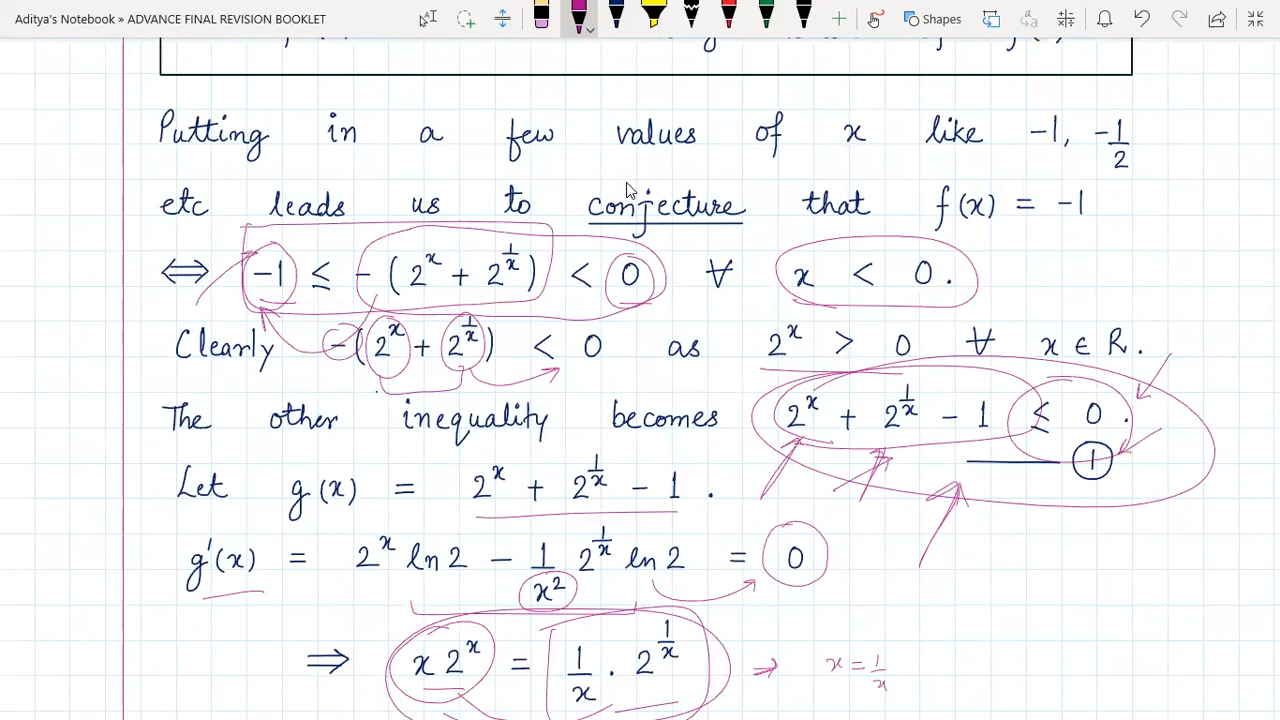 Aditya's Notebook » ADVANCE FINAL REVISION BOOKLET
Shapes
Putting in a few values of x like -1, -1/2
etc leads us to conjecture that f(x) = -1
⟺ -1 ≤ -(2^x + 2^(1/x)) < 0 ∀ x < 0.
Clearly -(2^x + 2^(1/x)) < 0 as 2^x > 0 ∀ x ∈ R.
The other inequality becomes 2^x + 2^(1/x) - 1 ≤ 0.
①
Let g(x) = 2^x + 2^(1/x) - 1.
g'(x) = 2^x ln 2 - 1/x² 2^(1/x) ln 2 = 0
⇒ x 2^x = 1/x . 2^(1/x) → x = 1/x